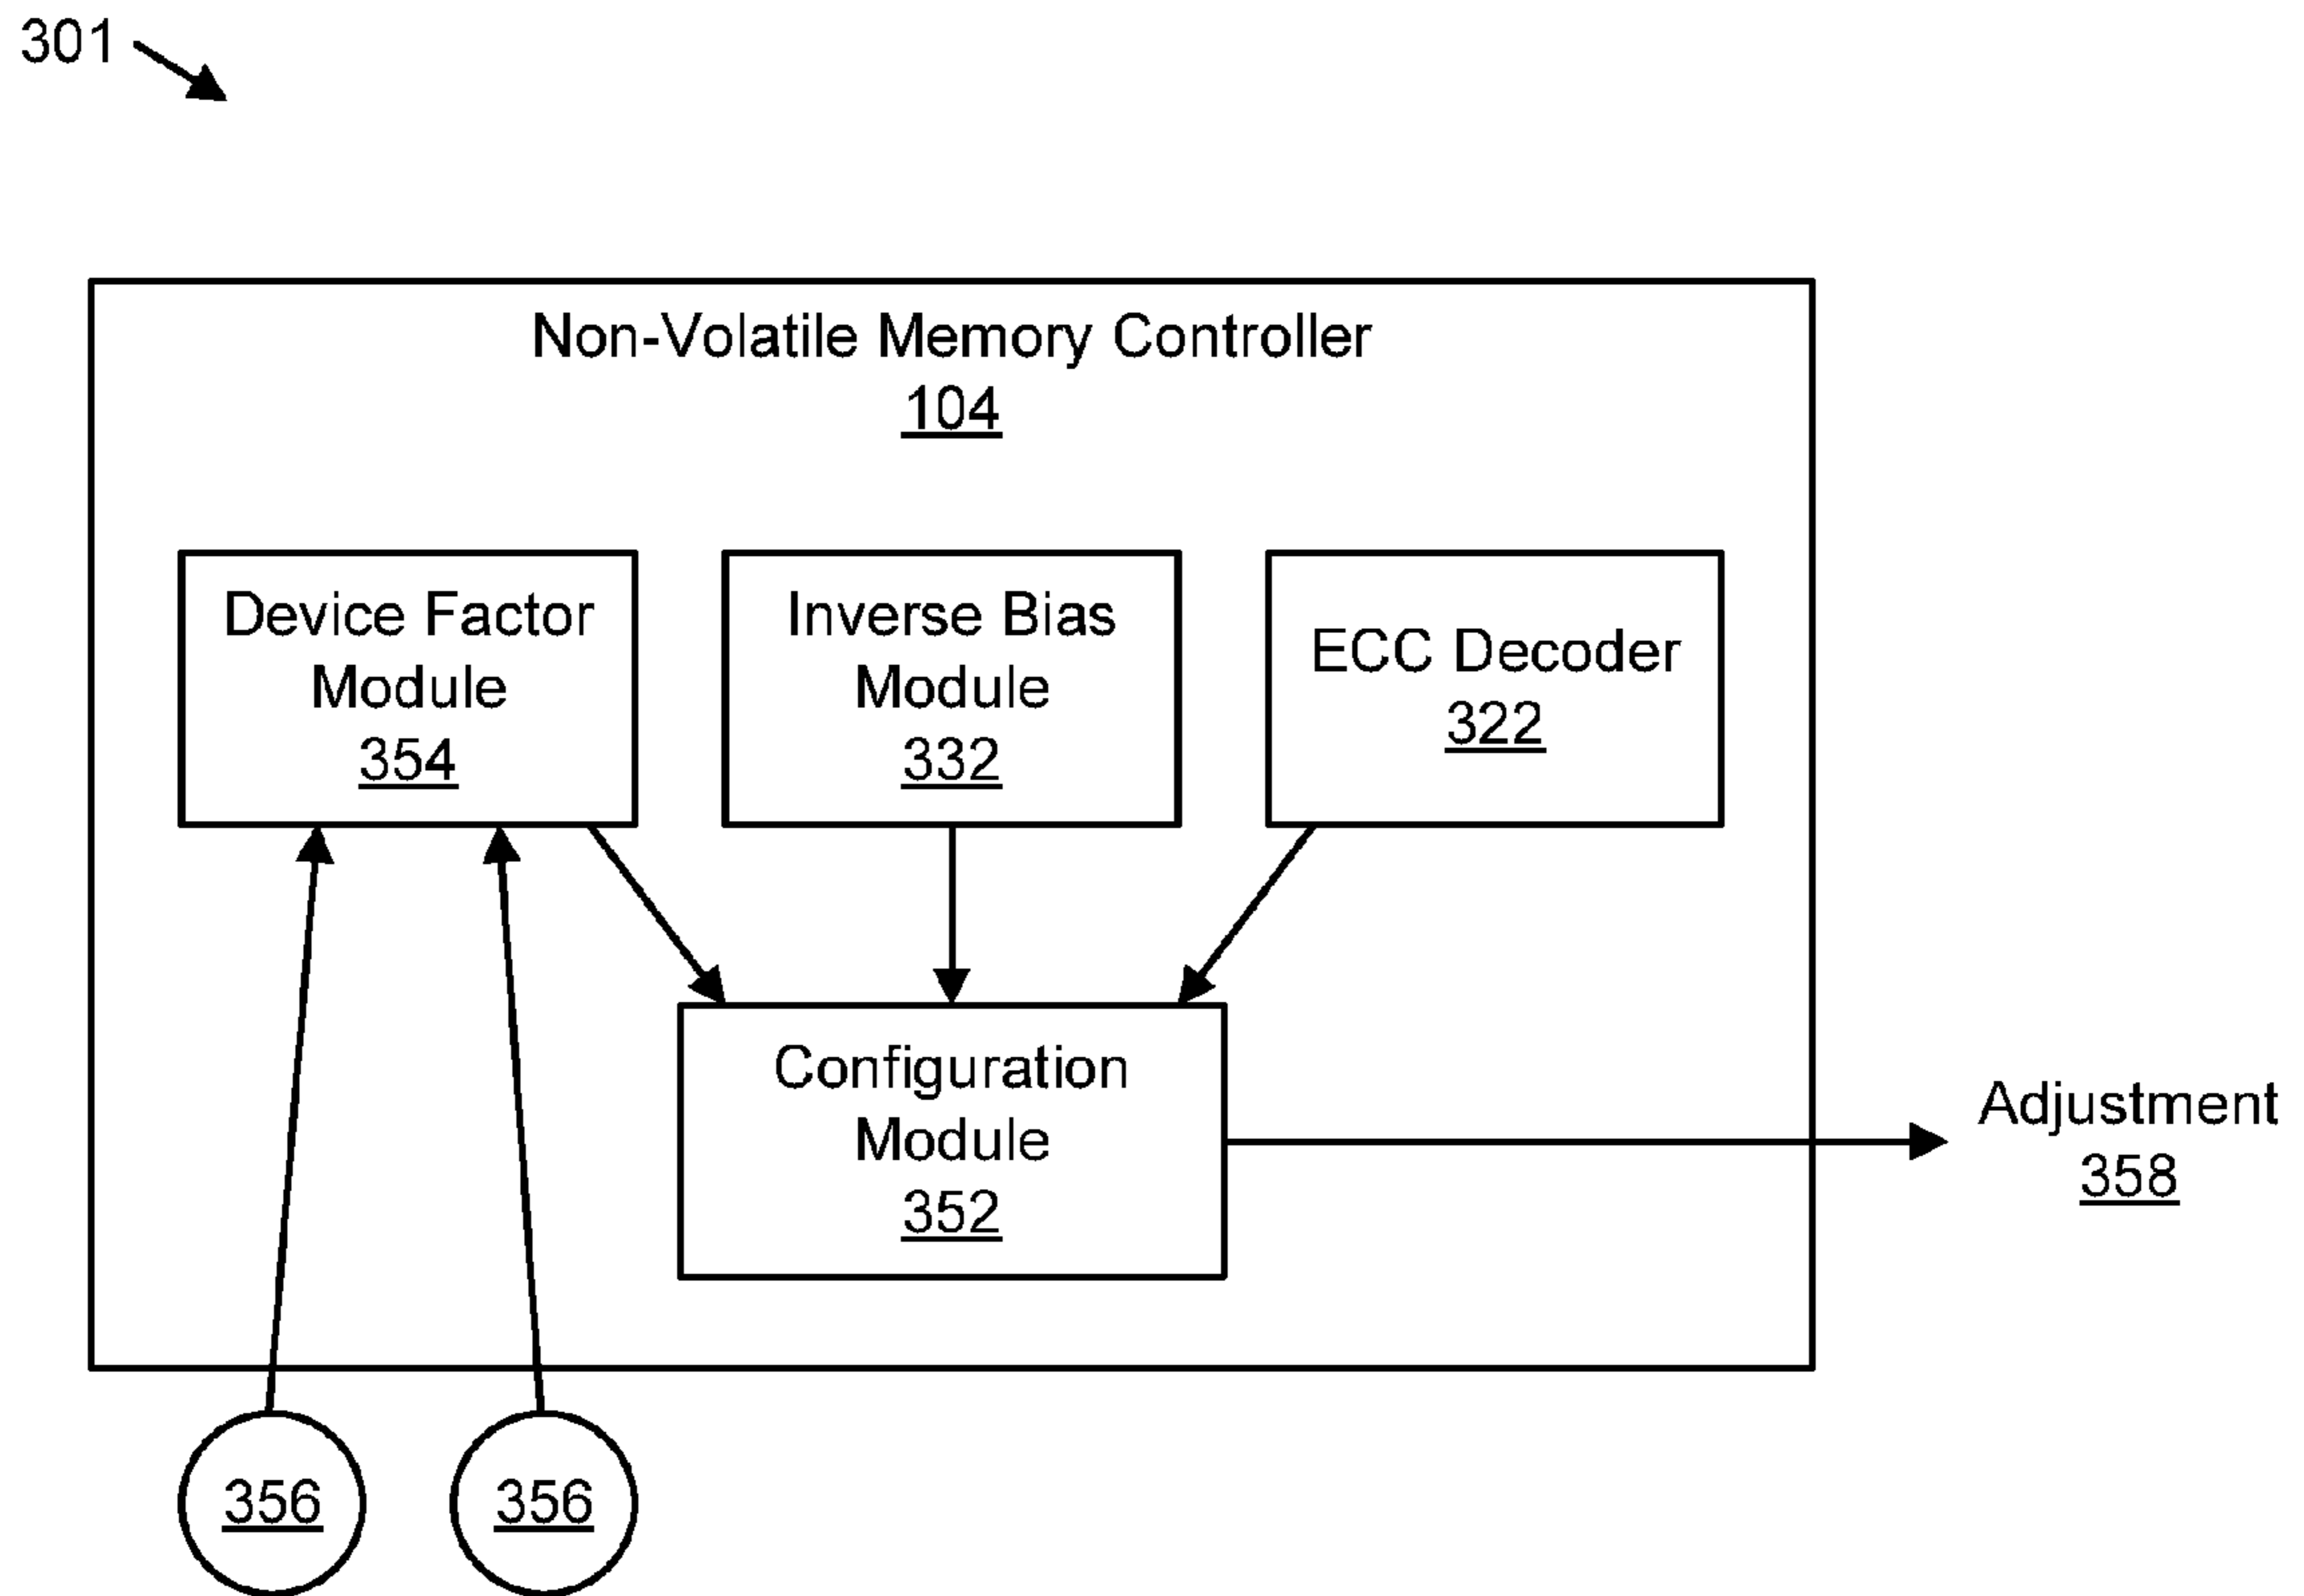 301
Non-Volatile Memory Controller
104
Device Factor
Module
354
Inverse Bias
Module
332
ECC Decoder
322
Configuration
Module
352
Adjustment
358
356
356